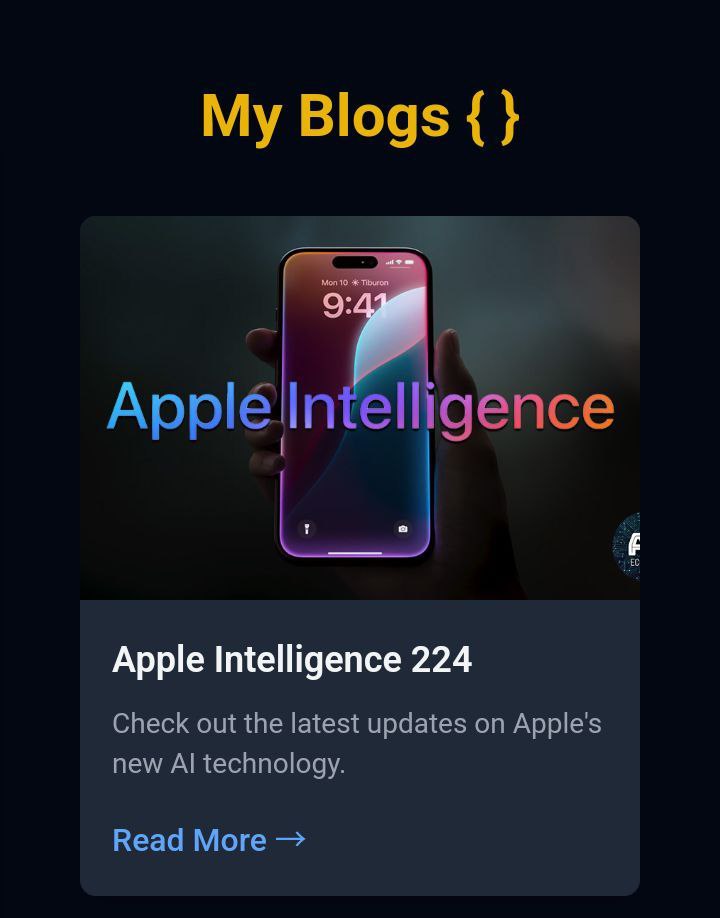 My Blogs { }
Mon 10 ☀ Tiburon
9:41
Apple Intelligence
Apple Intelligence 224
Check out the latest updates on Apple's
new AI technology.
Read More →